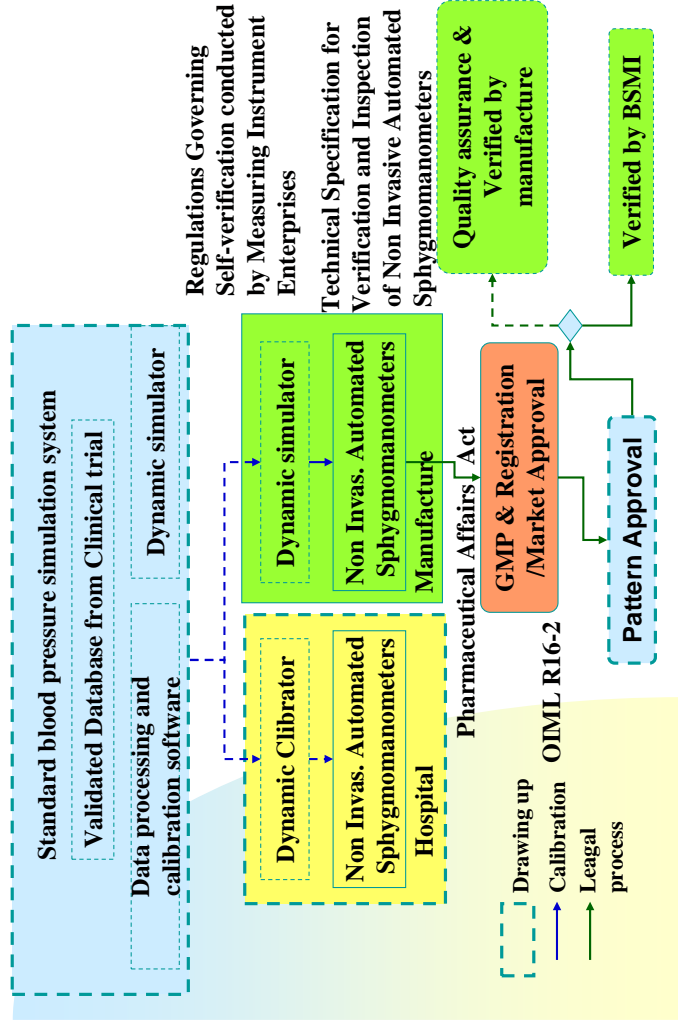 Standard blood pressure simulation system
Validated Database from Clinical trial
Data processing and
calibration software
Dynamic simulator
Dynamic Clibrator
Non Invas. Automated
Sphygmomanometers
Hospital
Dynamic simulator
Non Invas. Automated
Sphygmomanometers
Manufacture
Regulations Governing
Self-verification conducted
by Measuring Instrument
Enterprises
Technical Specification for
Verification and Inspection
of Non Invasive Automated
Sphygmomanometers
Pharmaceutical Affairs Act
GMP & Registration
/Market Approval
OIML R16-2
Pattern Approval
Quality assurance &
Verified by
manufacture
Verified by BSMI
Drawing up
Calibration
Leagal
process